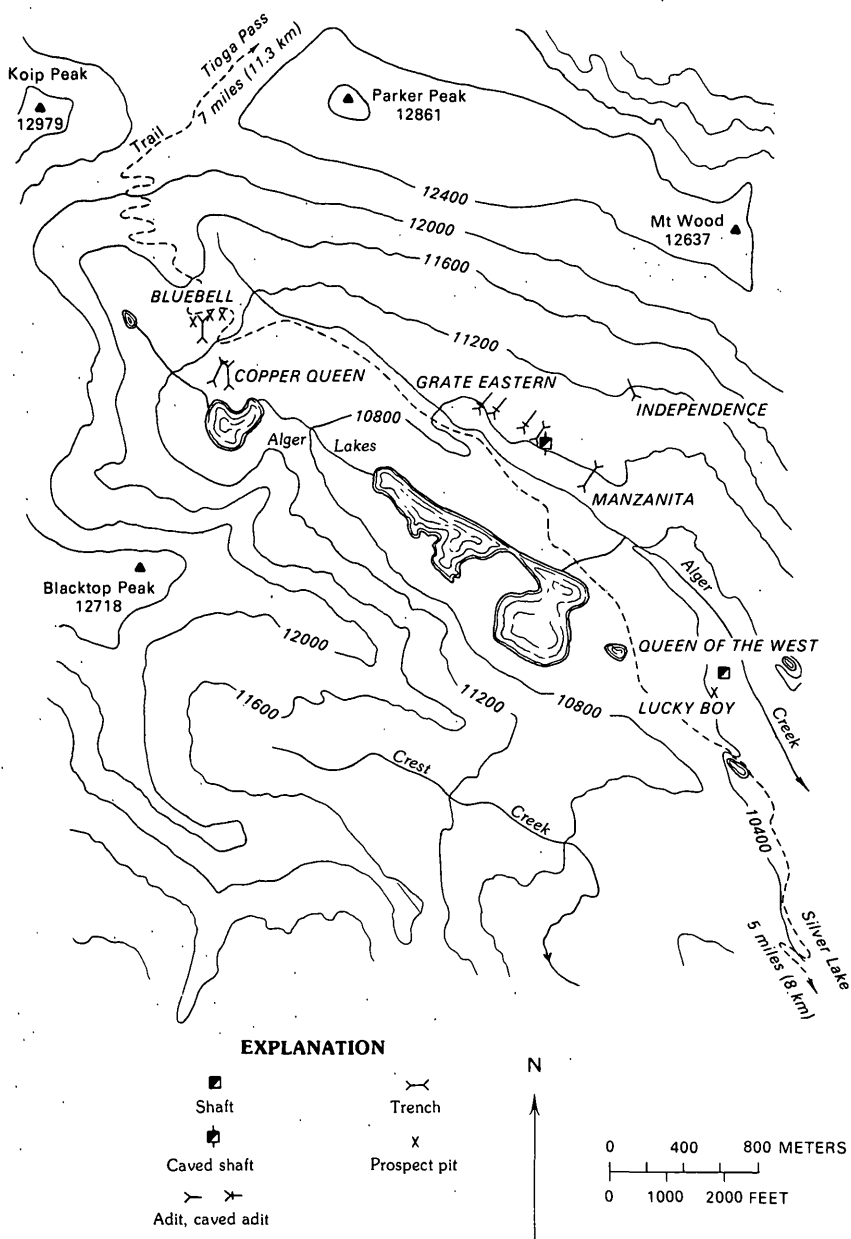 Tioga Pass
7 miles (11.3 km)
Koip Peak
12979
Parker Peak
12861
Trail
12400
12000
Mt Wood
12637
11600
BLUEBELL
11200
COPPER QUEEN
GRATE EASTERN
INDEPENDENCE
10800
Alger Lakes
MANZANITA
Alger
Blacktop Peak
12718
12000
QUEEN OF THE WEST
11600
11200
10800
LUCKY BOY
Creek
Crest
Creek
10400
Silver Lake
5 miles (8 km)
EXPLANATION
N
Shaft
Trench
Caved shaft
Prospect pit
Adit, caved adit
0 400 800 METERS
0 1000 2000 FEET